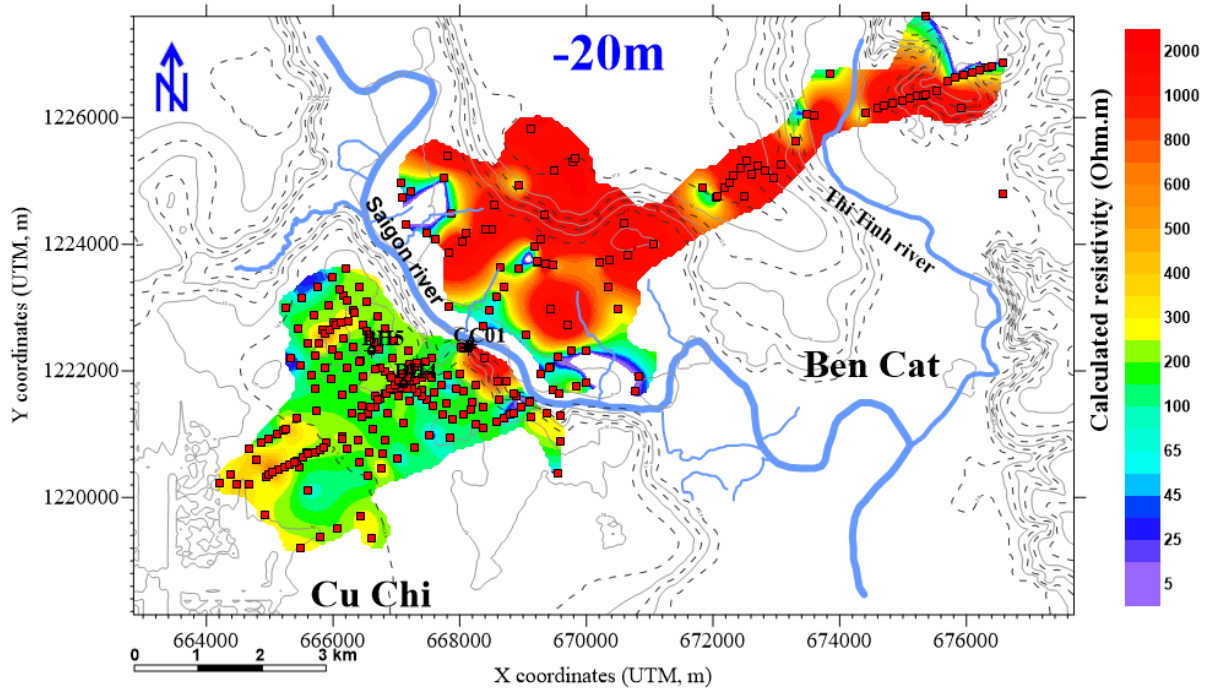 -20m
N
1226000
1224000
1222000
1220000
Y coordinates (UTM, m)
Saigon river
Thi Tinh river
BH5
CC01
Ben Cat
Cu Chi
664000
666000
668000
670000
672000
674000
676000
0
1
2
3 km
X coordinates (UTM, m)
Calculated resistivity (Ohm.m)
2000
1000
800
600
400
300
200
100
65
45
25
5